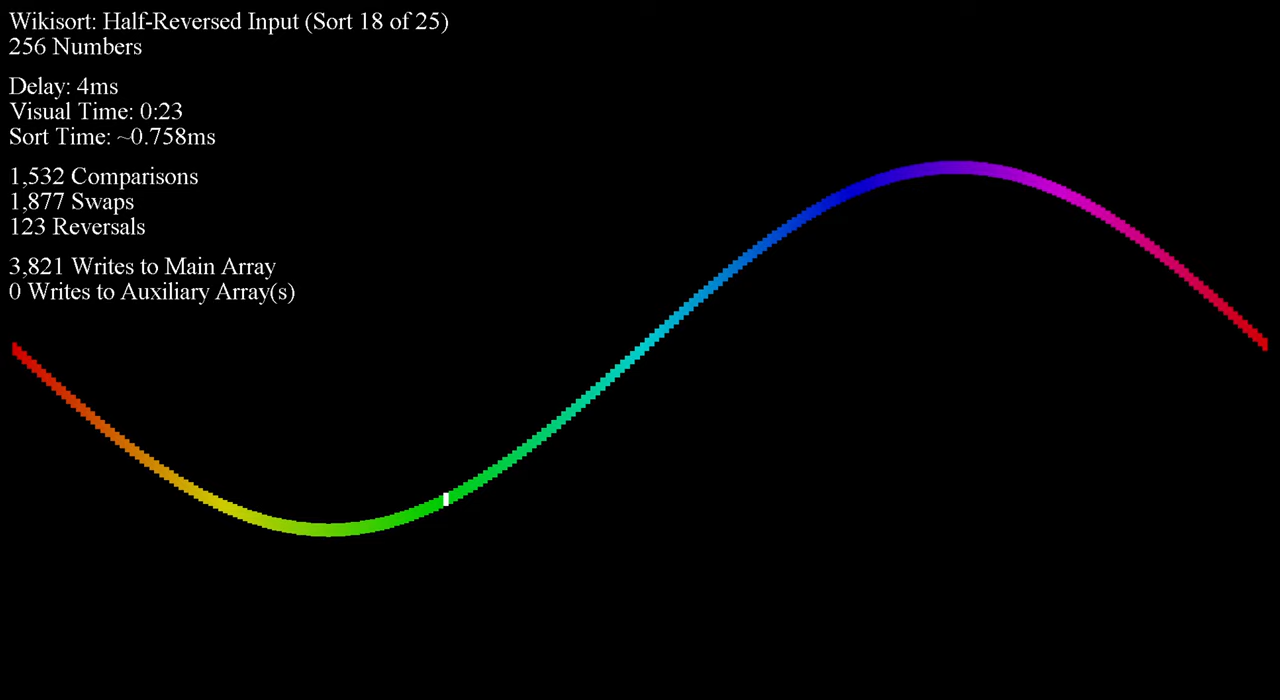 Wikisort: Half-Reversed Input (Sort 18 of 25)
256 Numbers
Delay: 4ms
Visual Time: 0:23
Sort Time: ~0.758ms
1,532 Comparisons
1,877 Swaps
123 Reversals
3,821 Writes to Main Array
0 Writes to Auxiliary Array(s)